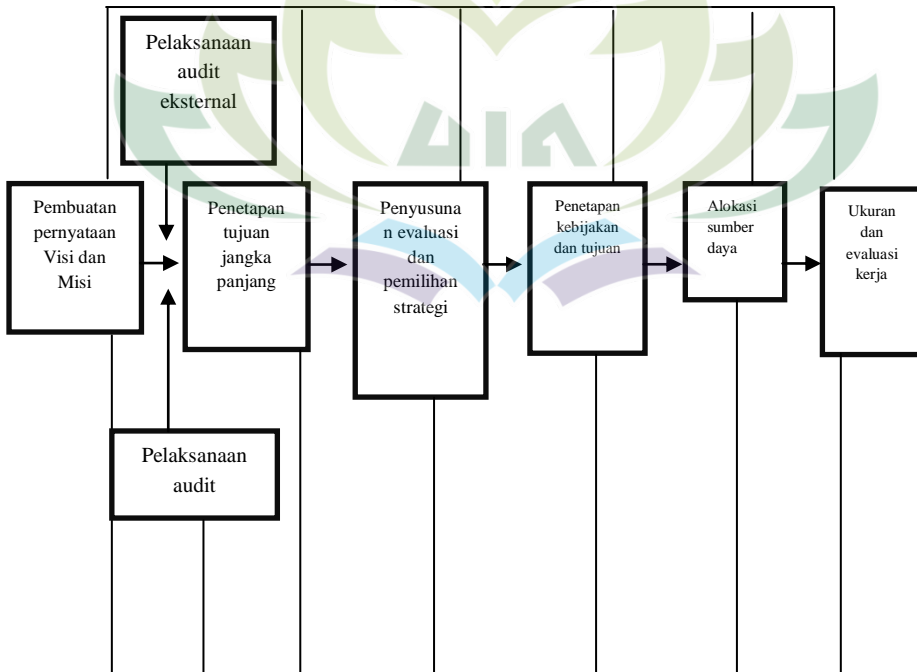 Pelaksanaan
audit
eksternal
Pembuatan
pernyataan
Visi dan
Misi
Penetapan
tujuan
jangka
panjang
Penyusuna
n evaluasi
dan
pemilihan
strategi
Penetapan
kebijakan
dan tujuan
Alokasi
sumber
daya
Ukuran
dan
evaluasi
kerja
Pelaksanaan
audit
UIN